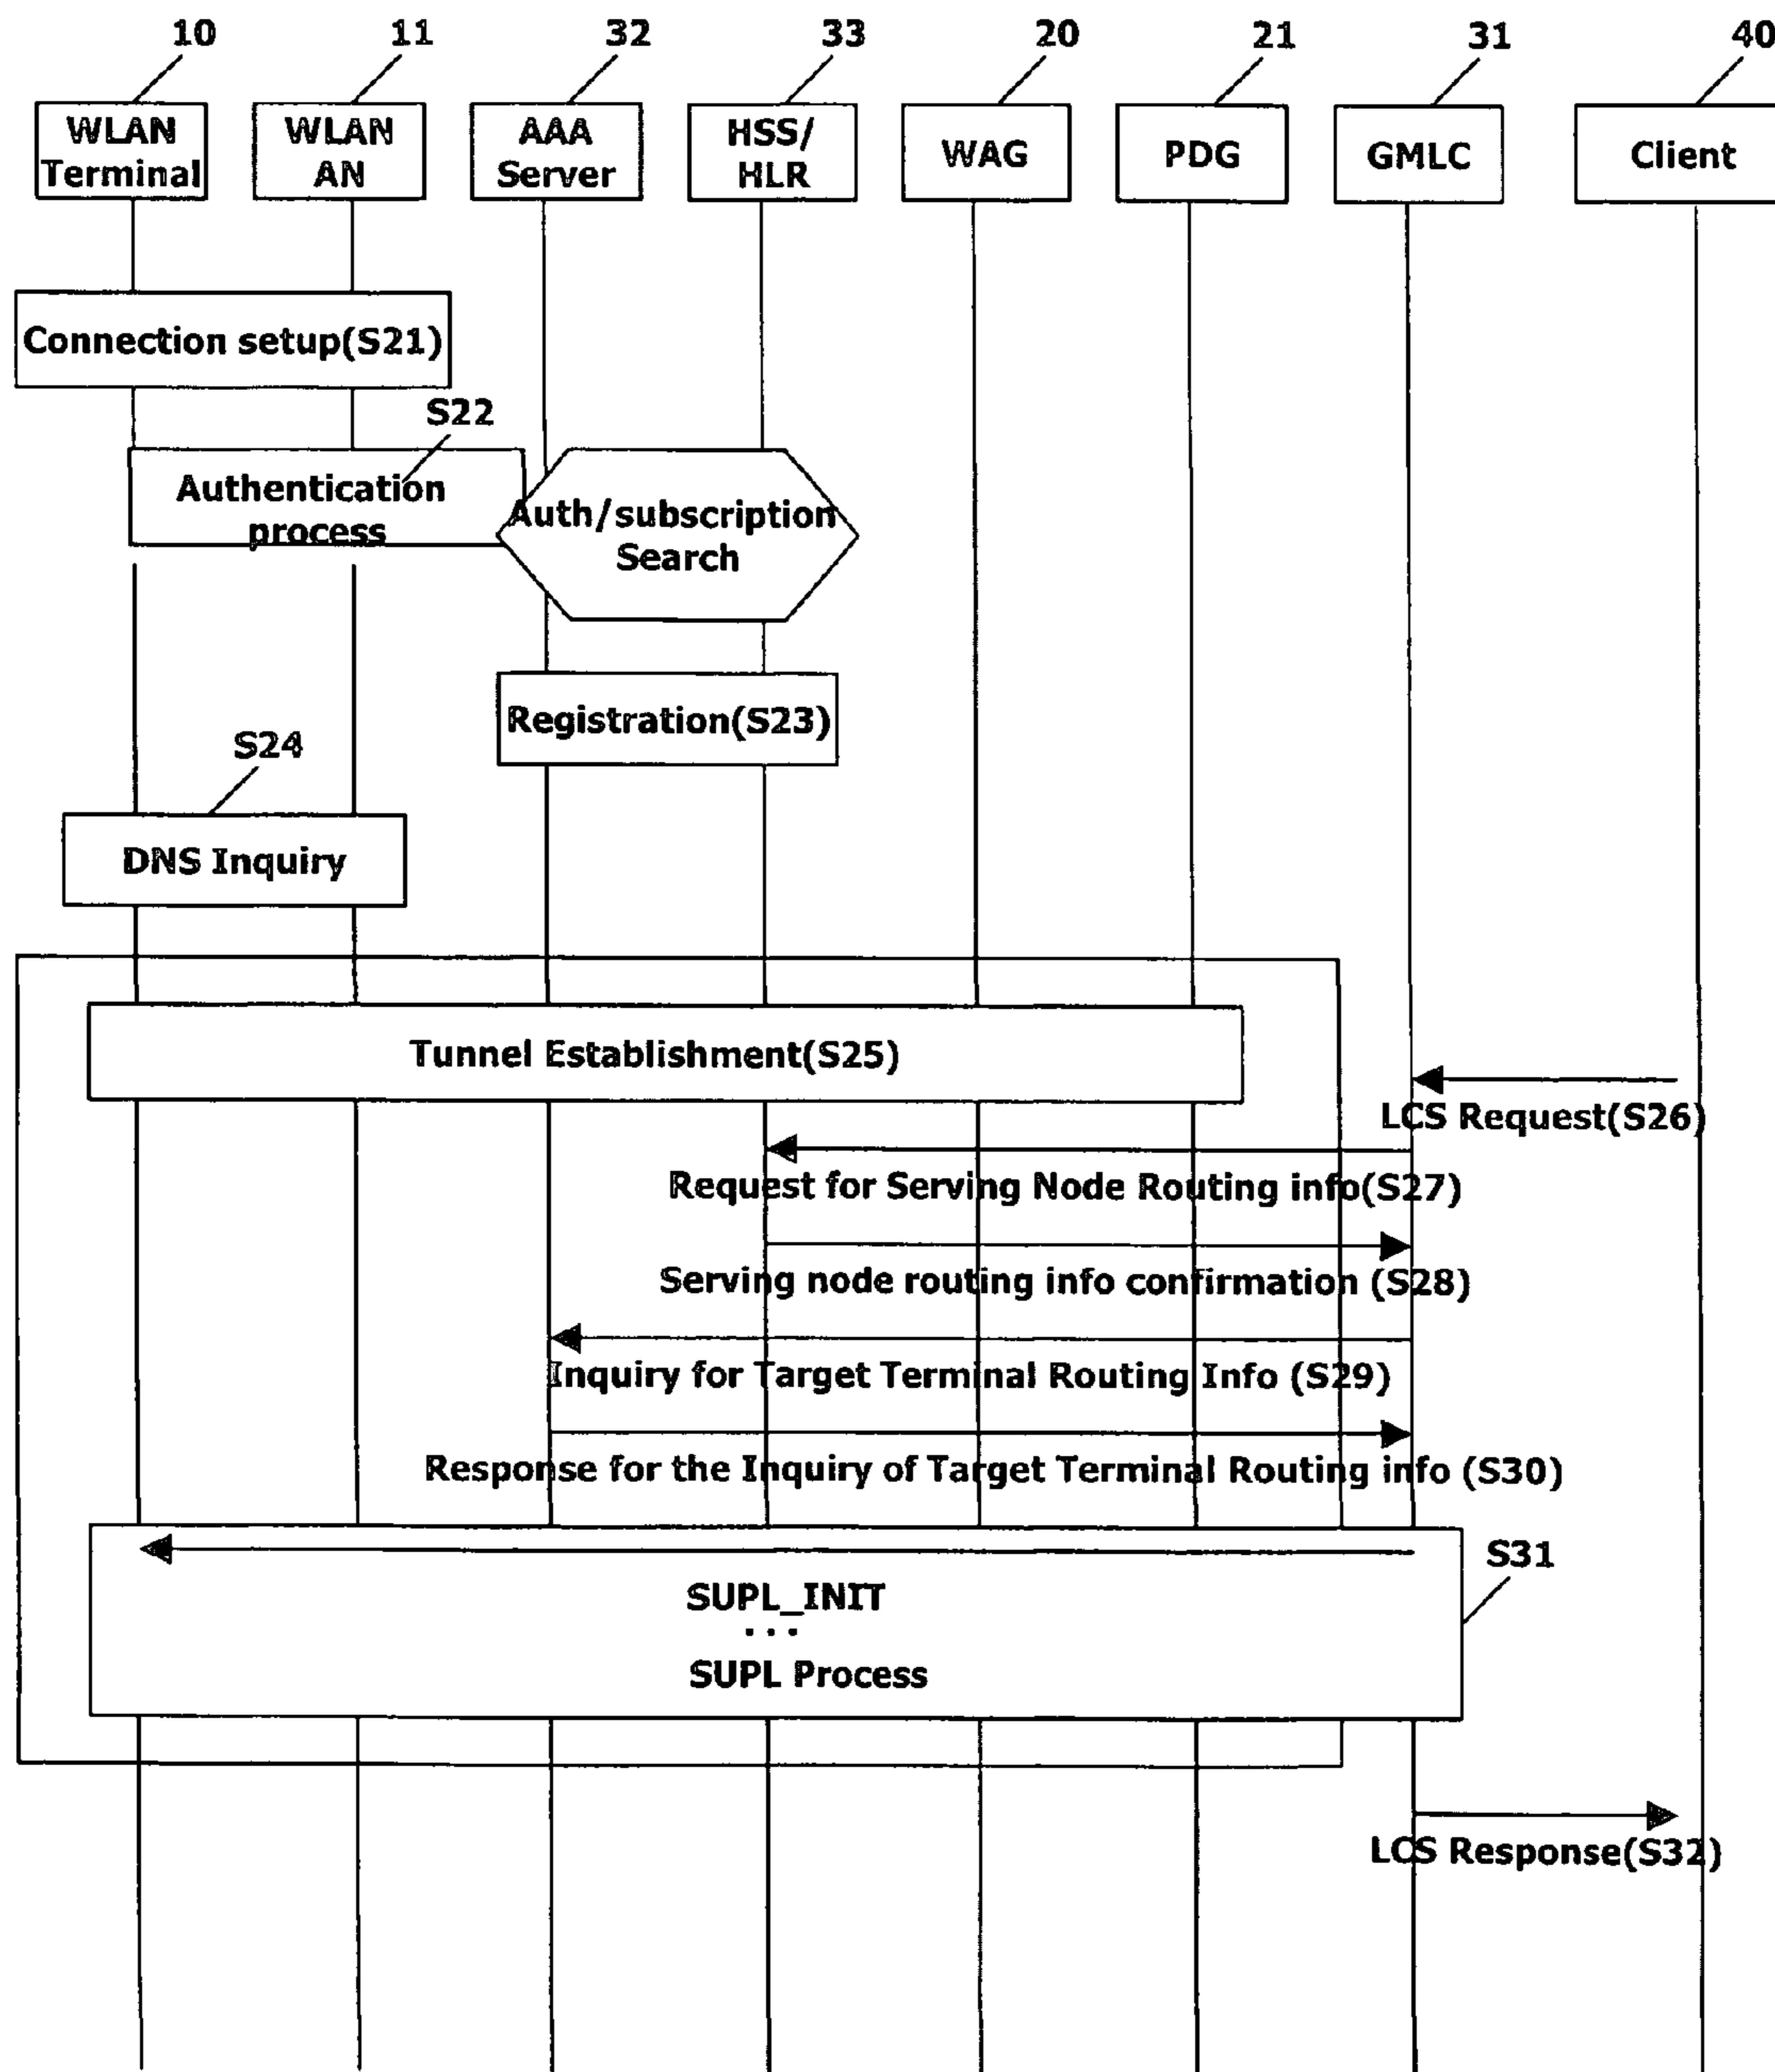 10 11 32 33 20 21 31 40
WLAN Terminal
WLAN AN
AAA Server
HSS/ HLR
WAG
PDG
GMLC
Client
Connection setup(S21)
S22
Authentication
process
Auth/subscription
Search
Registration(S23)
S24
DNS Inquiry
Tunnel Establishment(S25)
LCS Request(S26)
Request for Serving Node Routing info(S27)
Serving node routing info confirmation (S28)
Inquiry for Target Terminal Routing Info (S29)
Response for the Inquiry of Target Terminal Routing info (S30)
S31
SUPL_INIT
...
SUPL Process
LCS Response(S32)